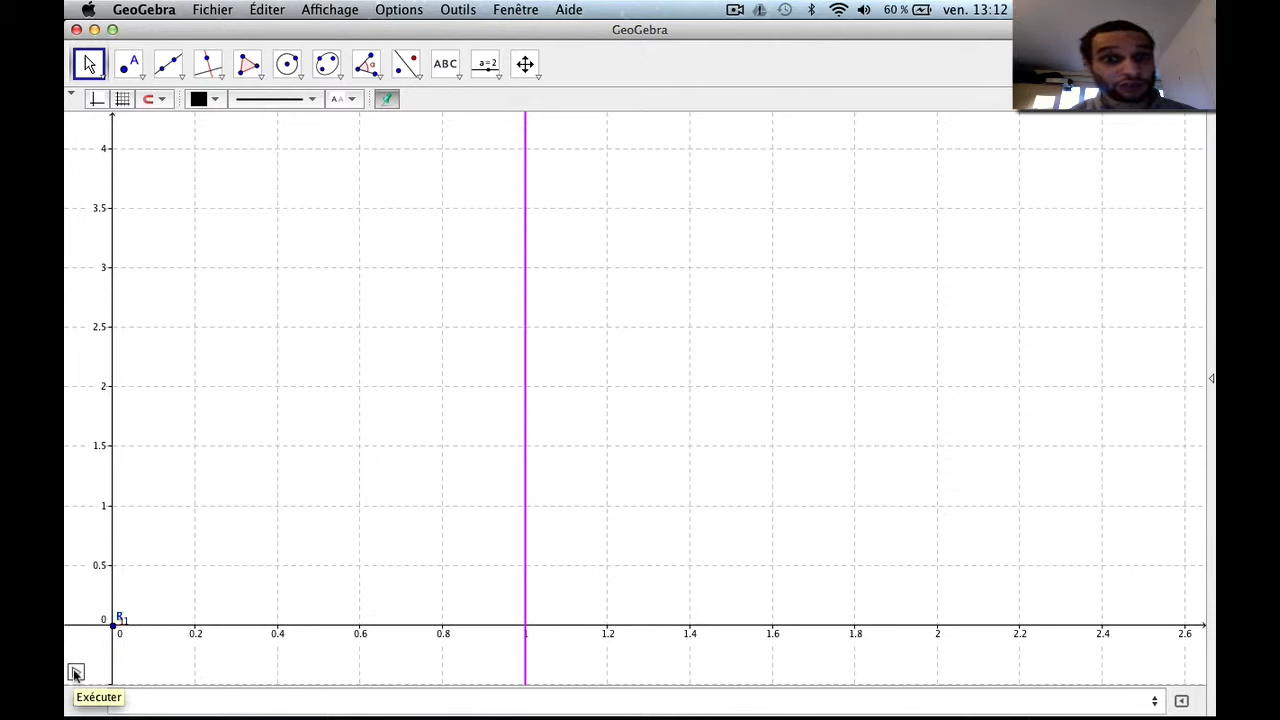 GeoGebra Fichier Éditer Affichage Options Outils Fenêtre Aide 60 % ven. 13:12
GeoGebra
A α ABC a=2
A A
4
3.5
3
2.5
2
1.5
1
0.5
0
0 0.2 0.4 0.6 0.8 1 1.2 1.4 1.6 1.8 2 2.2 2.4 2.6
Exécuter